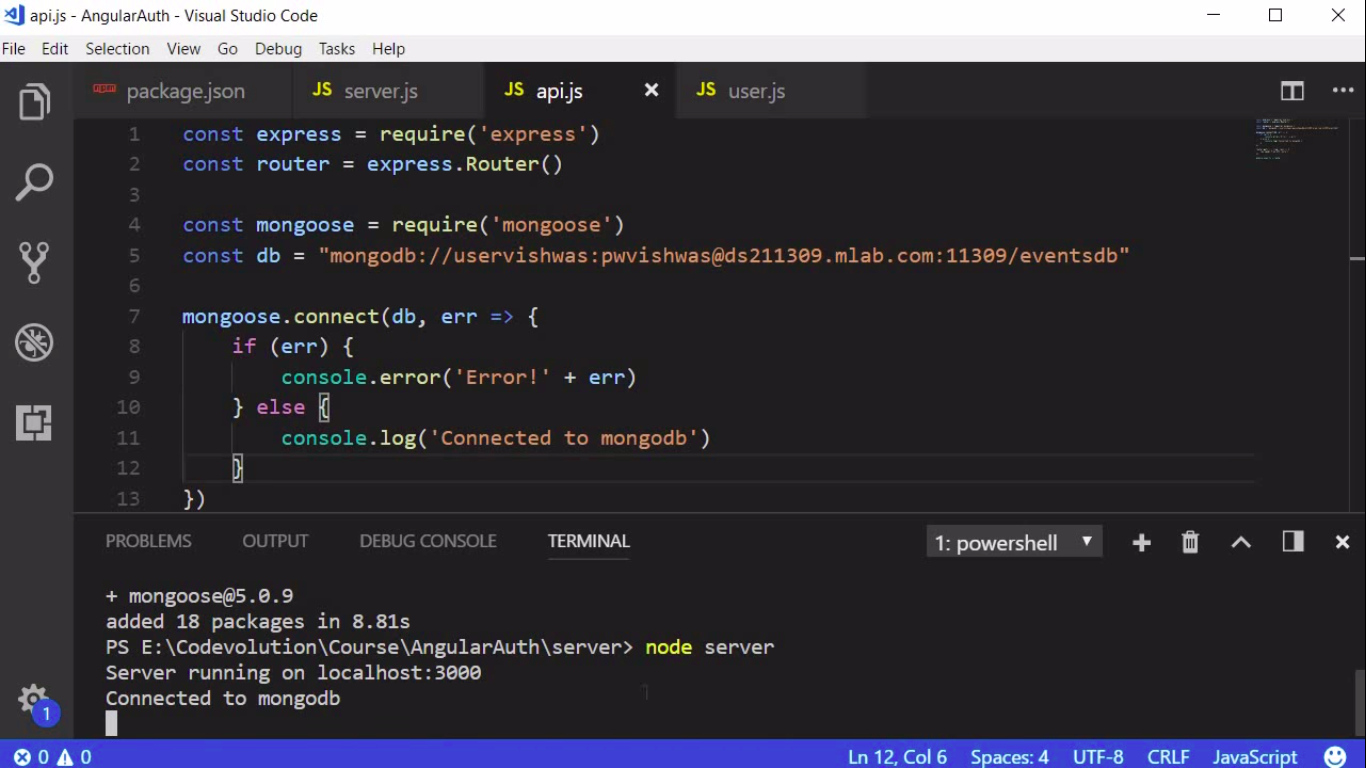 api.js - AngularAuth - Visual Studio Code
File Edit Selection View Go Debug Tasks Help
npm package.json JS server.js JS api.js JS user.js
1 const express = require('express')
2 const router = express.Router()
3
4 const mongoose = require('mongoose')
5 const db = "mongodb://uservishwas:pwvishwas@ds211309.mlab.com:11309/eventsdb"
6
7 mongoose.connect(db, err => {
8 if (err) {
9 console.error('Error!' + err)
10 } else {
11 console.log('Connected to mongodb')
12 }
13 })
PROBLEMS OUTPUT DEBUG CONSOLE TERMINAL 1: powershell
+ mongoose@5.0.9
added 18 packages in 8.81s
PS E:\Codevolution\Course\AngularAuth\server> node server
Server running on localhost:3000
Connected to mongodb
1
0 0 Ln 12, Col 6 Spaces: 4 UTF-8 CRLF JavaScript